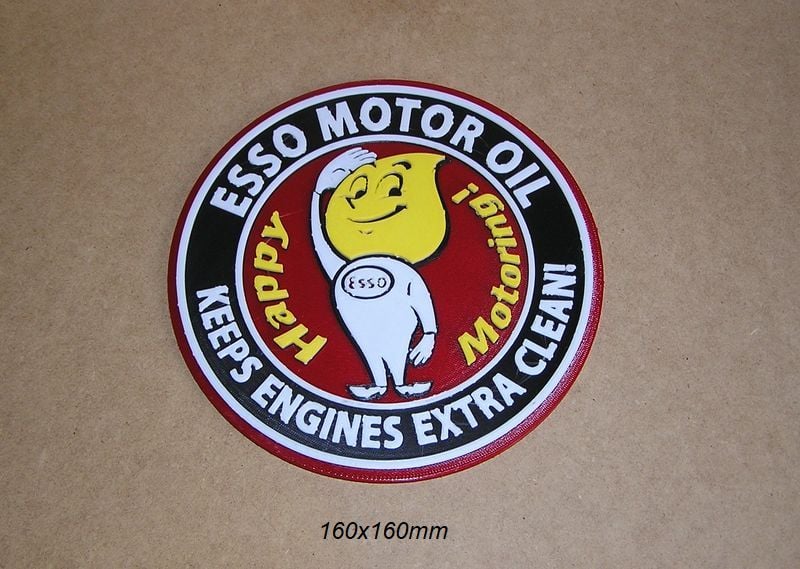 ESSO MOTOR OIL
Happy
Motoring!
ESSO
KEEPS ENGINES EXTRA CLEAN!
160x160mm